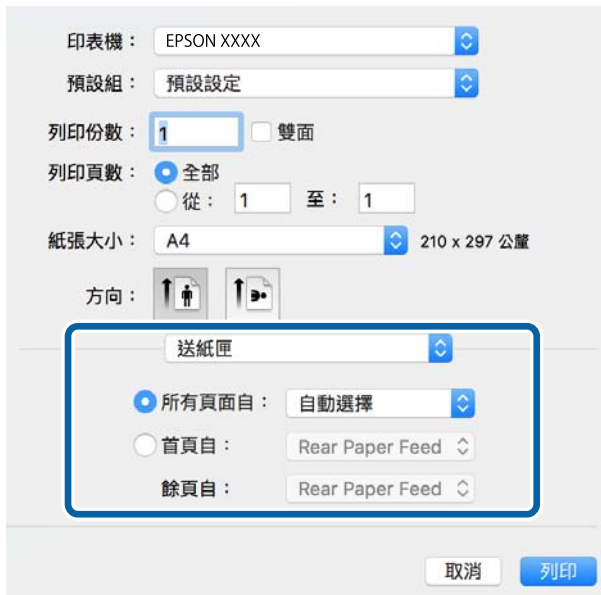 印表機： EPSON XXXX
預設組： 預設設定
列印份數： 1 雙面
列印頁數： 全部
從： 1 至： 1
紙張大小： A4 210 x 297 公釐
方向：
送紙匣
所有頁面自： 自動選擇
首頁自： Rear Paper Feed
餘頁自： Rear Paper Feed
取消 列印